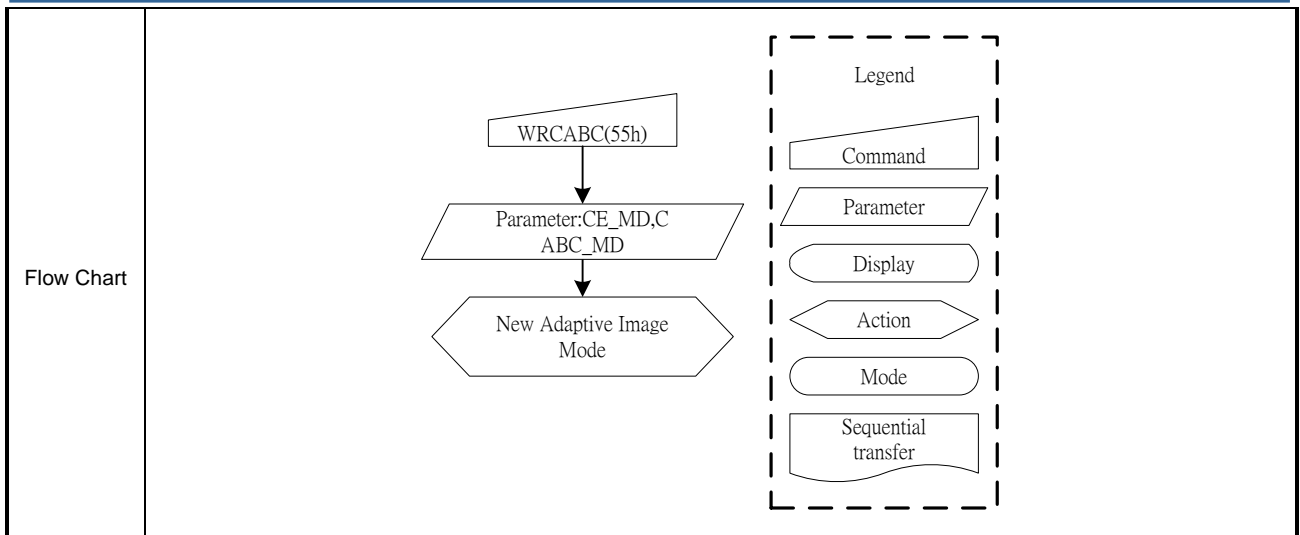 Flow Chart
WRCABC(55h)
Parameter:CE_MD,C
ABC_MD
New Adaptive Image
Mode
Legend
Command
Parameter
Display
Action
Mode
Sequential
transfer